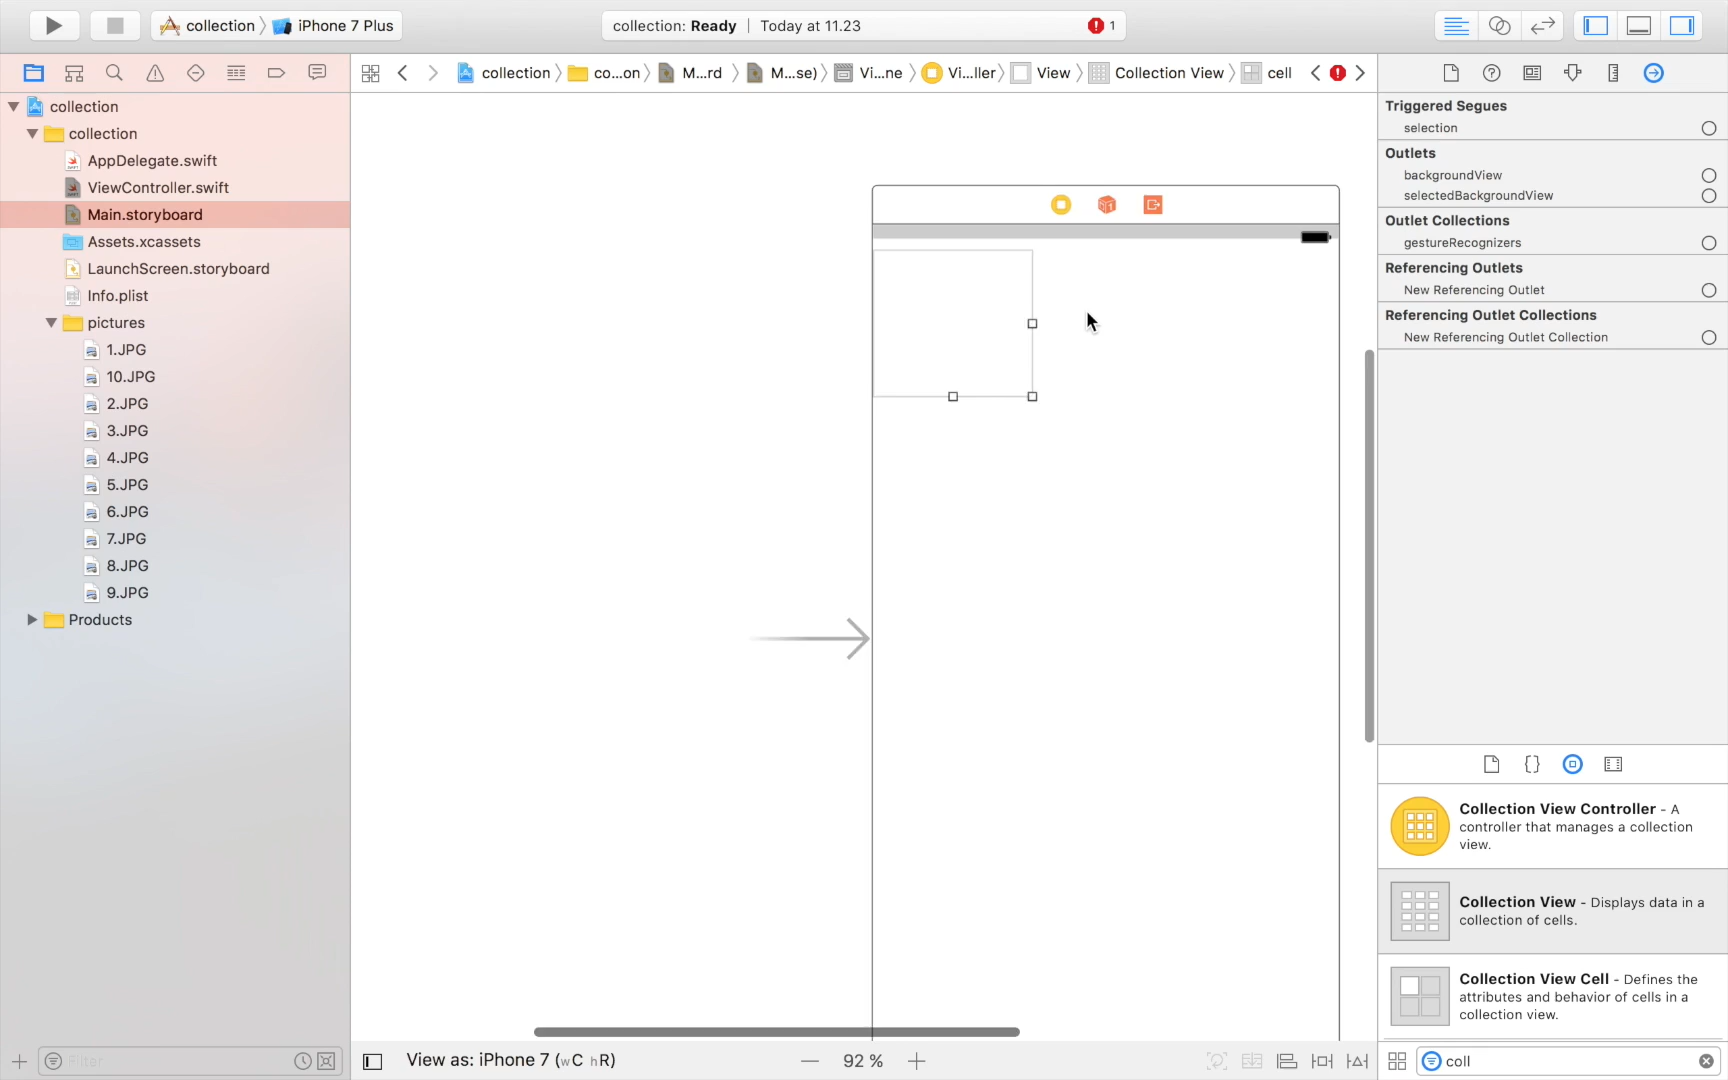 collection
iPhone 7 Plus
collection: Ready
Today at 11.23
1
collection
co...on
M...rd
M...se)
Vi...ne
Vi...ller
View
Collection View
cell
collection
collection
AppDelegate.swift
ViewController.swift
Main.storyboard
Assets.xcassets
LaunchScreen.storyboard
Info.plist
pictures
1.JPG
10.JPG
2.JPG
3.JPG
4.JPG
5.JPG
6.JPG
7.JPG
8.JPG
9.JPG
Products
Filter
Triggered Segues
selection
Outlets
backgroundView
selectedBackgroundView
Outlet Collections
gestureRecognizers
Referencing Outlets
New Referencing Outlet
Referencing Outlet Collections
New Referencing Outlet Collection
Collection View Controller - A
controller that manages a collection
view.
Collection View - Displays data in a
collection of cells.
Collection View Cell - Defines the
attributes and behavior of cells in a
collection view.
View as: iPhone 7 (wC hR)
92 %
coll